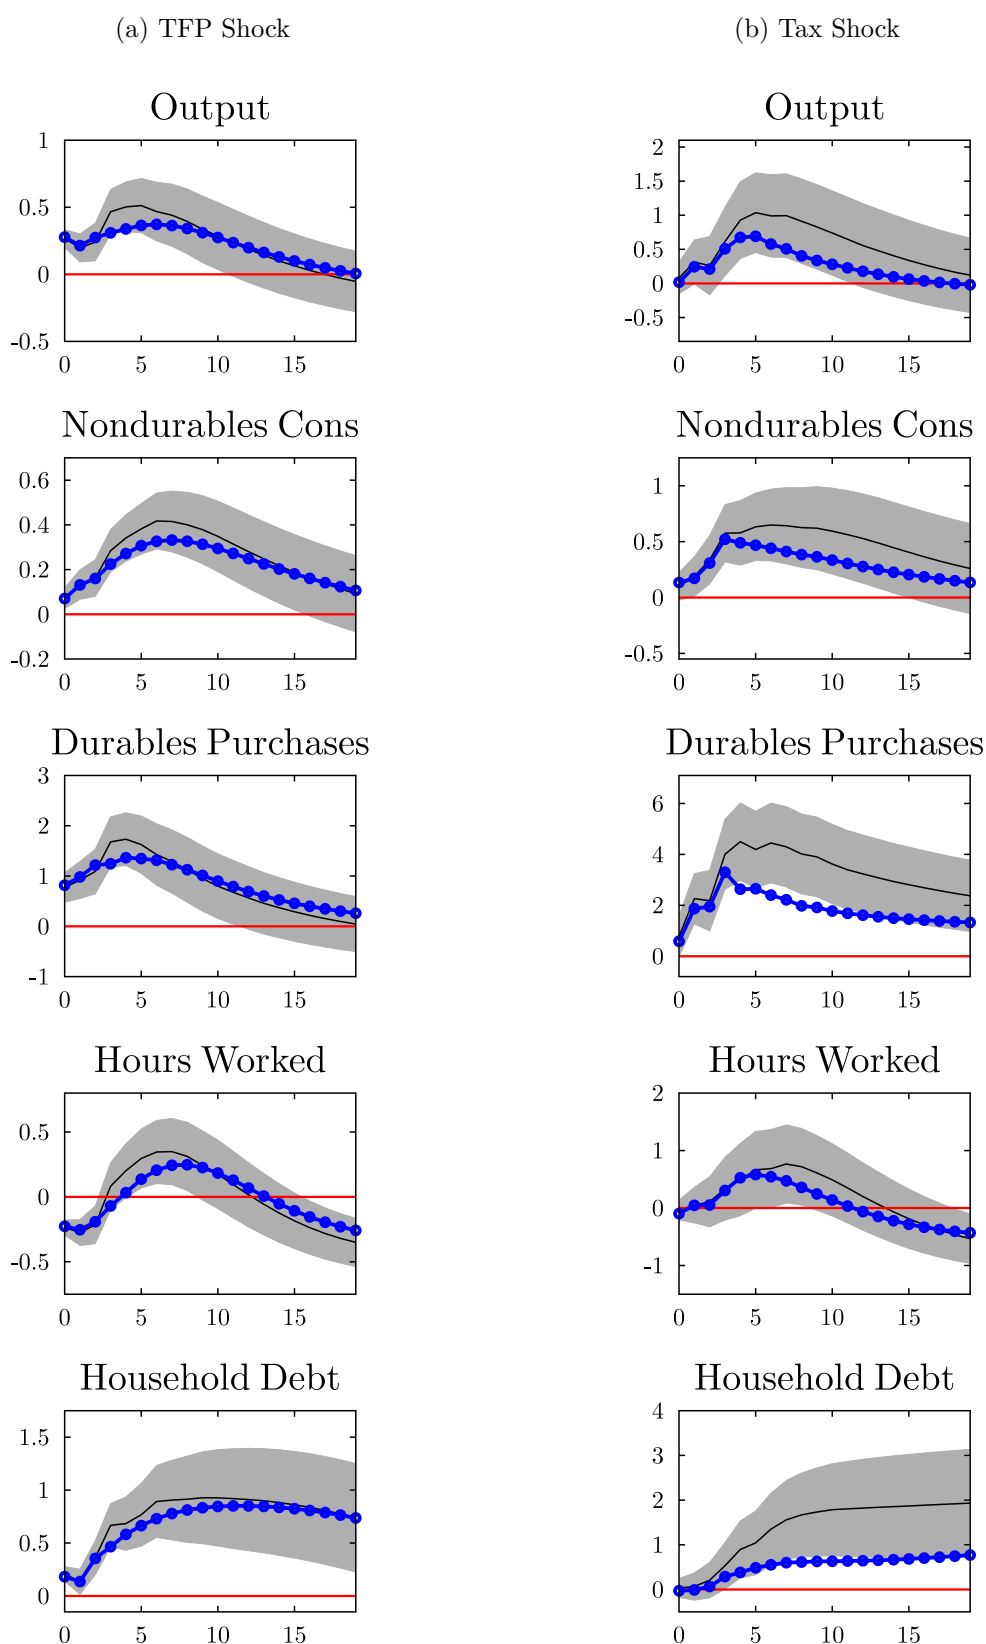 (a) TFP Shock
(b) Tax Shock
Output
Output
1
0.5
0
-0.5
0 5 10 15
2
1.5
1
0.5
0
-0.5
0 5 10 15
Nondurables Cons
Nondurables Cons
0.6
0.4
0.2
0
-0.2
0 5 10 15
1
0.5
0
-0.5
0 5 10 15
Durables Purchases
Durables Purchases
3
2
1
0
-1
0 5 10 15
6
4
2
0
0 5 10 15
Hours Worked
Hours Worked
0.5
0
-0.5
0 5 10 15
2
1
0
-1
0 5 10 15
Household Debt
Household Debt
1.5
1
0.5
0
0 5 10 15
4
3
2
1
0
0 5 10 15